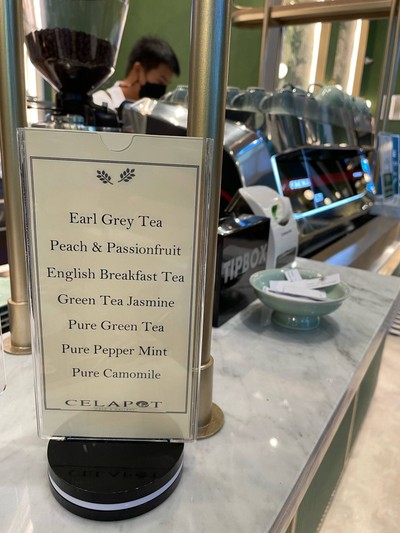 Earl Grey Tea
Peach & Passionfruit
English Breakfast Tea
Green Tea Jasmine
Pure Green Tea
Pure Pepper Mint
Pure Camomile
CELAPOT
TIPBOX